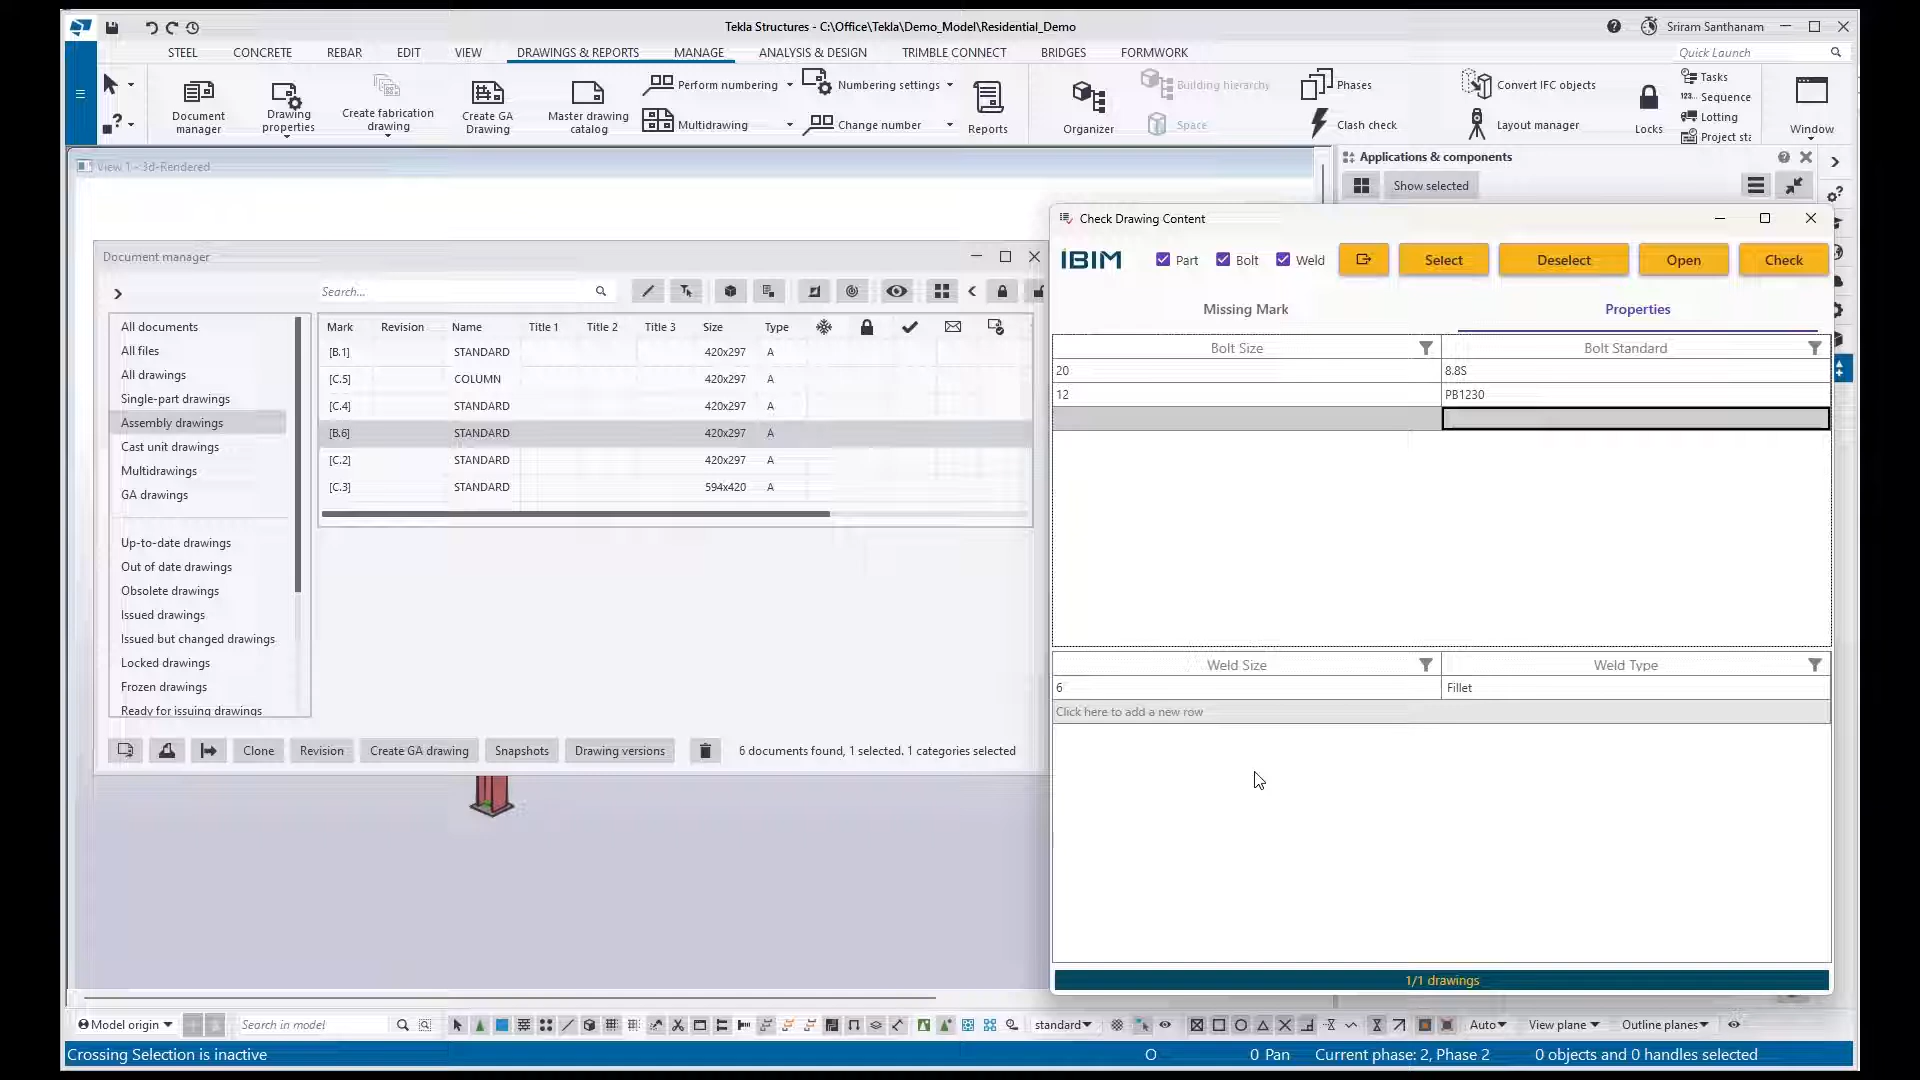 Tekla Structures - C:\Office\Tekla\Demo_Model\Residential_Demo
Sriram Santhanam
STEEL CONCRETE REBAR EDIT VIEW DRAWINGS & REPORTS MANAGE ANALYSIS & DESIGN TRIMBLE CONNECT BRIDGES FORMWORK
Quick Launch
Document manager
Drawing properties
Create fabrication drawing
Create GA Drawing
Master drawing catalog
Perform numbering
Multidrawing
Numbering settings
Change number
Reports
Organizer
Building hierarchy
Space
Phases
Clash check
Convert IFC objects
Layout manager
Locks
Tasks
Sequence
Lotting
Project sta
Window
View 1 - 3d-Rendered
Applications & components
Show selected
Document manager
Search...
All documents
All files
All drawings
Single-part drawings
Assembly drawings
Cast unit drawings
Multidrawings
GA drawings
Up-to-date drawings
Out of date drawings
Obsolete drawings
Issued drawings
Issued but changed drawings
Locked drawings
Frozen drawings
Ready for issuing drawings
Mark Revision Name Title 1 Title 2 Title 3 Size Type
[B.1] STANDARD 420x297 A
[C.5] COLUMN 420x297 A
[C.4] STANDARD 420x297 A
[B.6] STANDARD 420x297 A
[C.2] STANDARD 420x297 A
[C.3] STANDARD 594x420 A
Clone Revision Create GA drawing Snapshots Drawing versions 6 documents found, 1 selected. 1 categories selected
Check Drawing Content
iBIM Part Bolt Weld Select Deselect Open Check
Missing Mark Properties
Bolt Size Bolt Standard
20 8.8S
12 PB1230
Weld Size Weld Type
6 Fillet
Click here to add a new row
1/1 drawings
Model origin Search in model standard Auto View plane Outline planes
Crossing Selection is inactive O 0 Pan Current phase: 2, Phase 2 0 objects and 0 handles selected